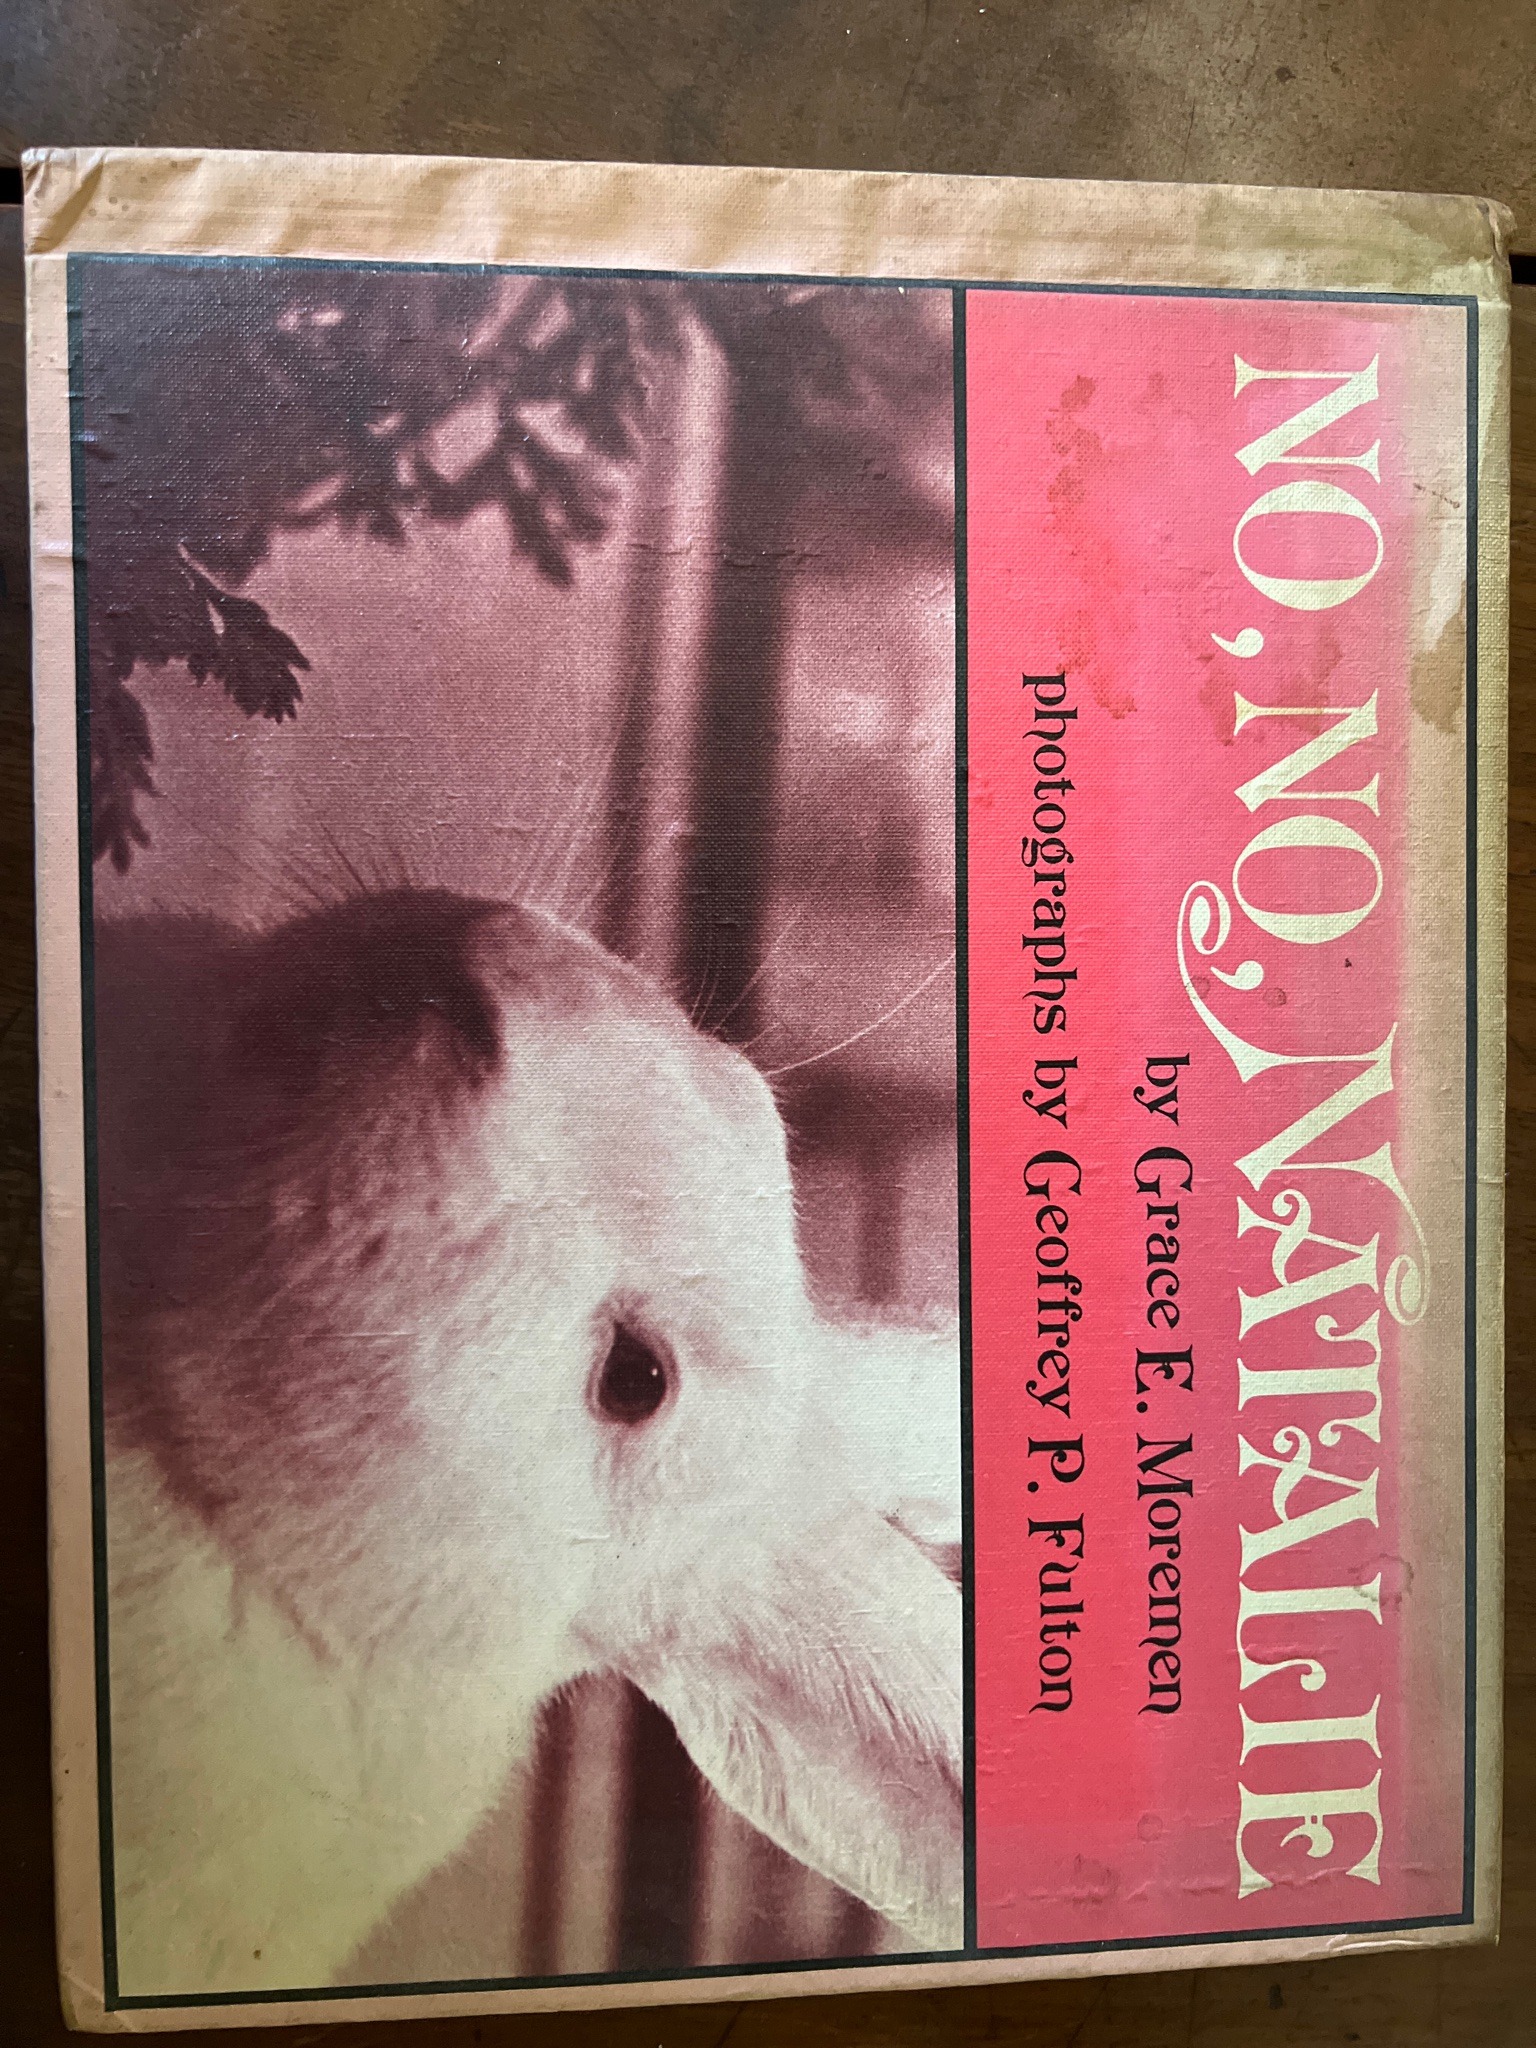 NO, NO, NATALIE
by Grace E. Moremen
photographs by Geoffrey P. Fulton